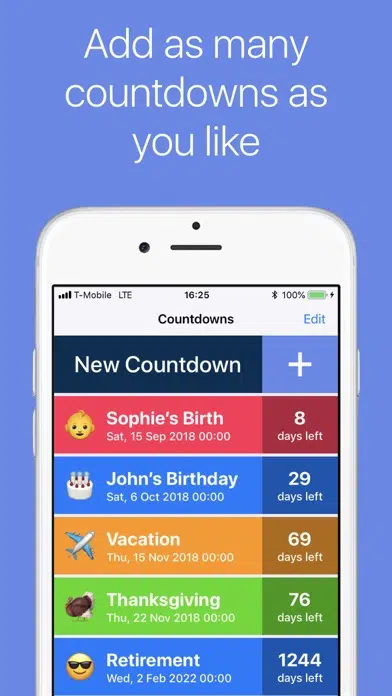 Add as many
countdowns as
you like
T-Mobile LTE 16:25 100%
Countdowns Edit
New Countdown +
Sophie's Birth 8
Sat, 15 Sep 2018 00:00 days left
John's Birthday 29
Sat, 6 Oct 2018 00:00 days left
Vacation 69
Thu, 15 Nov 2018 00:00 days left
Thanksgiving 76
Thu, 22 Nov 2018 00:00 days left
Retirement 1244
Wed, 2 Feb 2022 00:00 days left